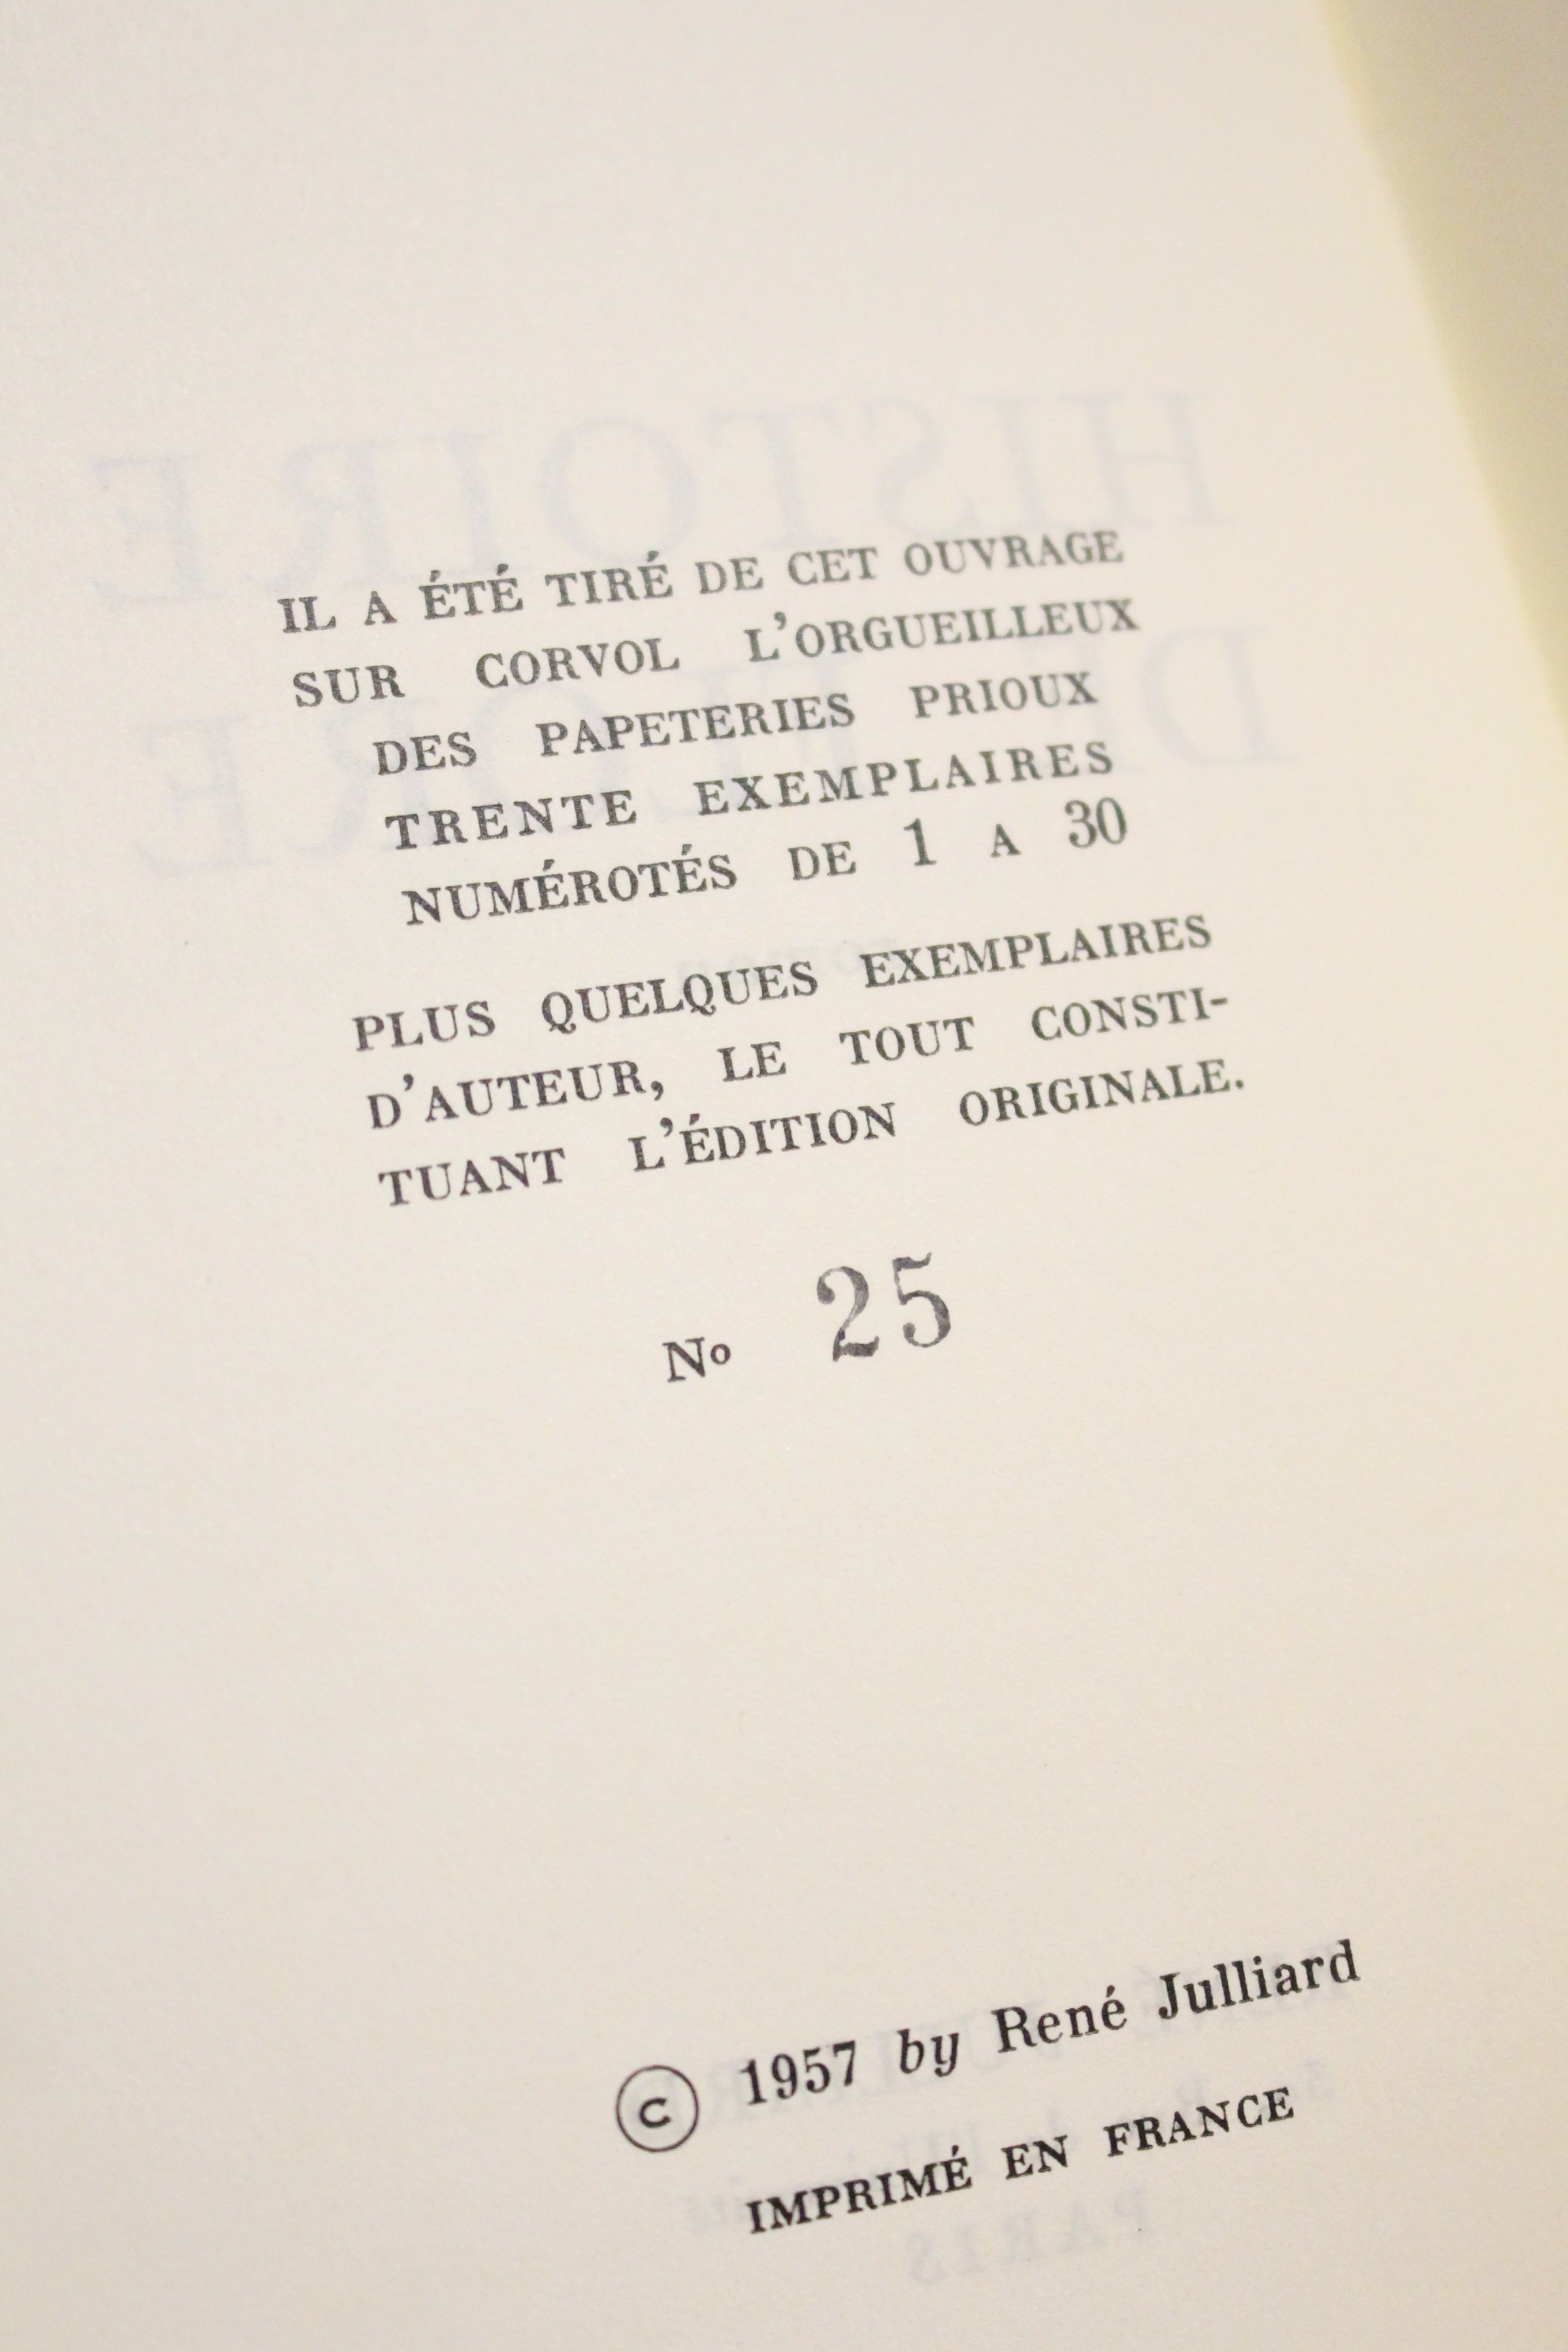 IL A ÉTÉ TIRÉ DE CET OUVRAGE
SUR CORVOL L'ORGUEILLEUX
DES PAPETERIES PRIOUX
TRENTE EXEMPLAIRES
NUMÉROTÉS DE 1 A 30
PLUS QUELQUES EXEMPLAIRES
D'AUTEUR, LE TOUT CONSTI-
TUANT L'ÉDITION ORIGINALE.
No 25
© 1957 by René Julliard
IMPRIMÉ EN FRANCE